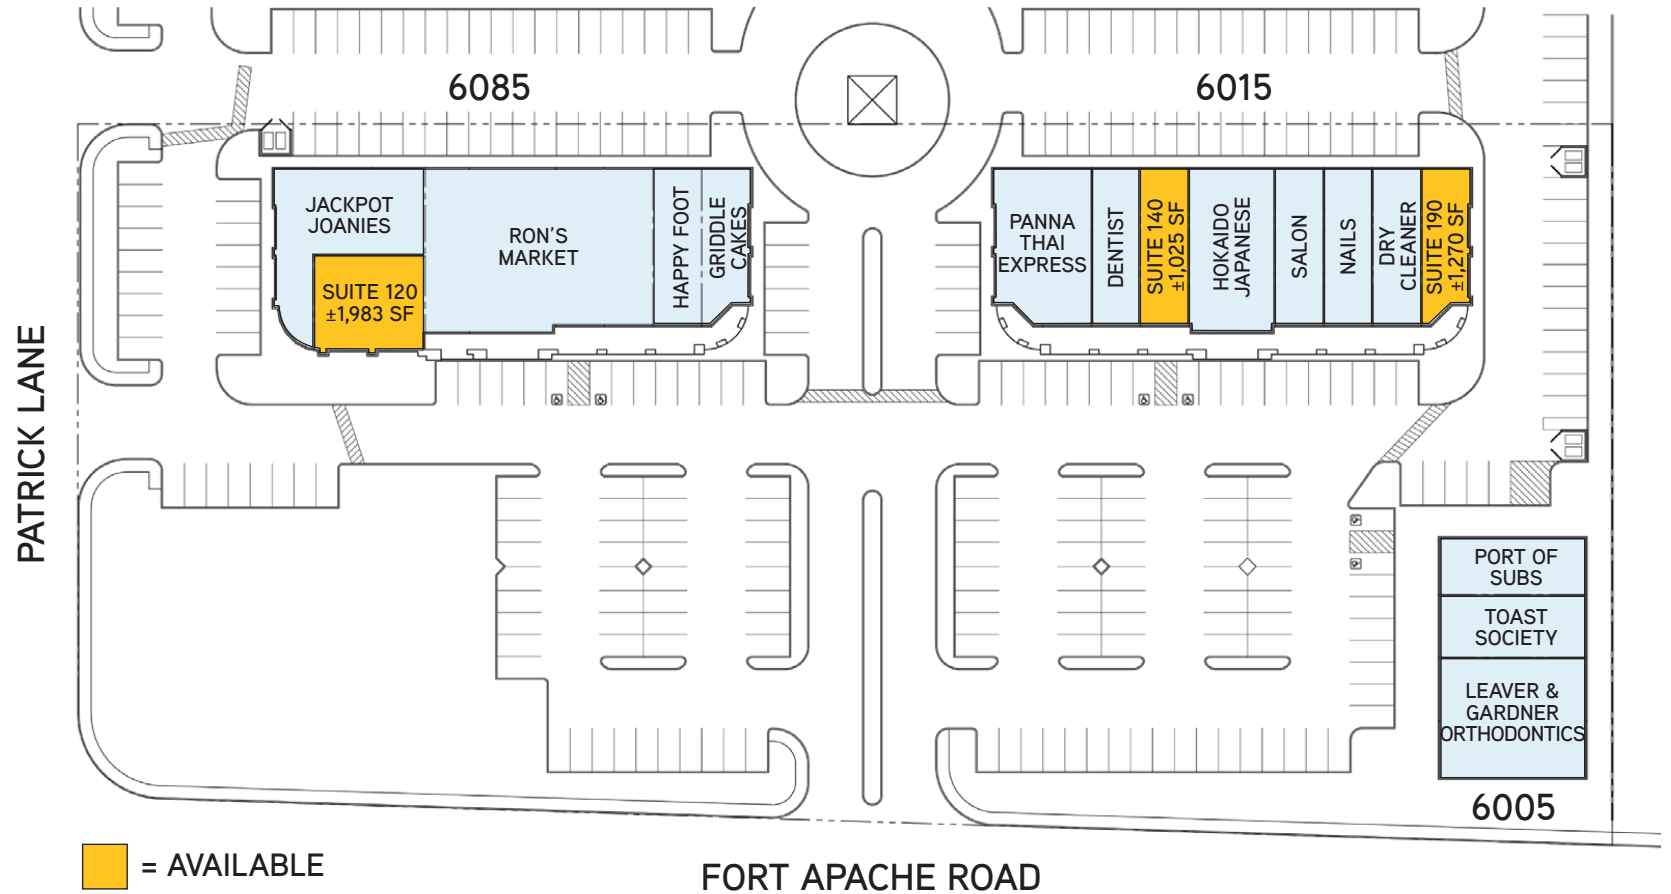 6085
6015
JACKPOT
JOANIES
SUITE 120
±1,983 SF
RON'S
MARKET
HAPPY FOOT
GRIDDLE
CAKES
PANNA
THAI
EXPRESS
DENTIST
SUITE 140
±1,025 SF
HOKAIDO
JAPANESE
SALON
NAILS
DRY
CLEANER
SUITE 190
±1,270 SF
PATRICK LANE
PORT OF
SUBS
TOAST
SOCIETY
LEAVER &
GARDNER
ORTHODONTICS
6005
= AVAILABLE
FORT APACHE ROAD